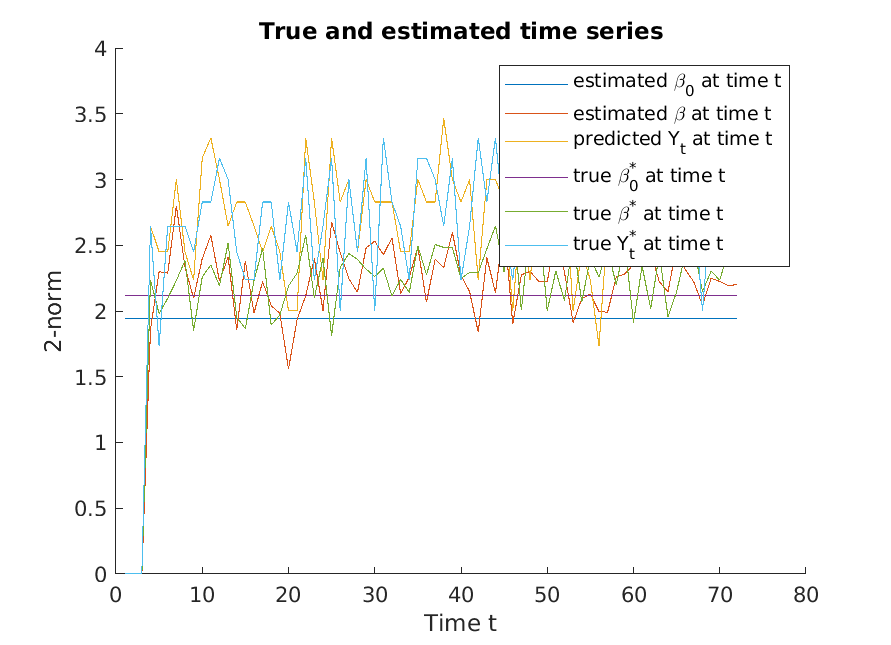 True and estimated time series
4
3.5
3
2.5
2
1.5
1
0.5
0
2-norm
estimated β₀ at time t
estimated β at time t
predicted Yₜ at time t
true β₀* at time t
true β* at time t
true Yₜ* at time t
0 10 20 30 40 50 60 70 80
Time t